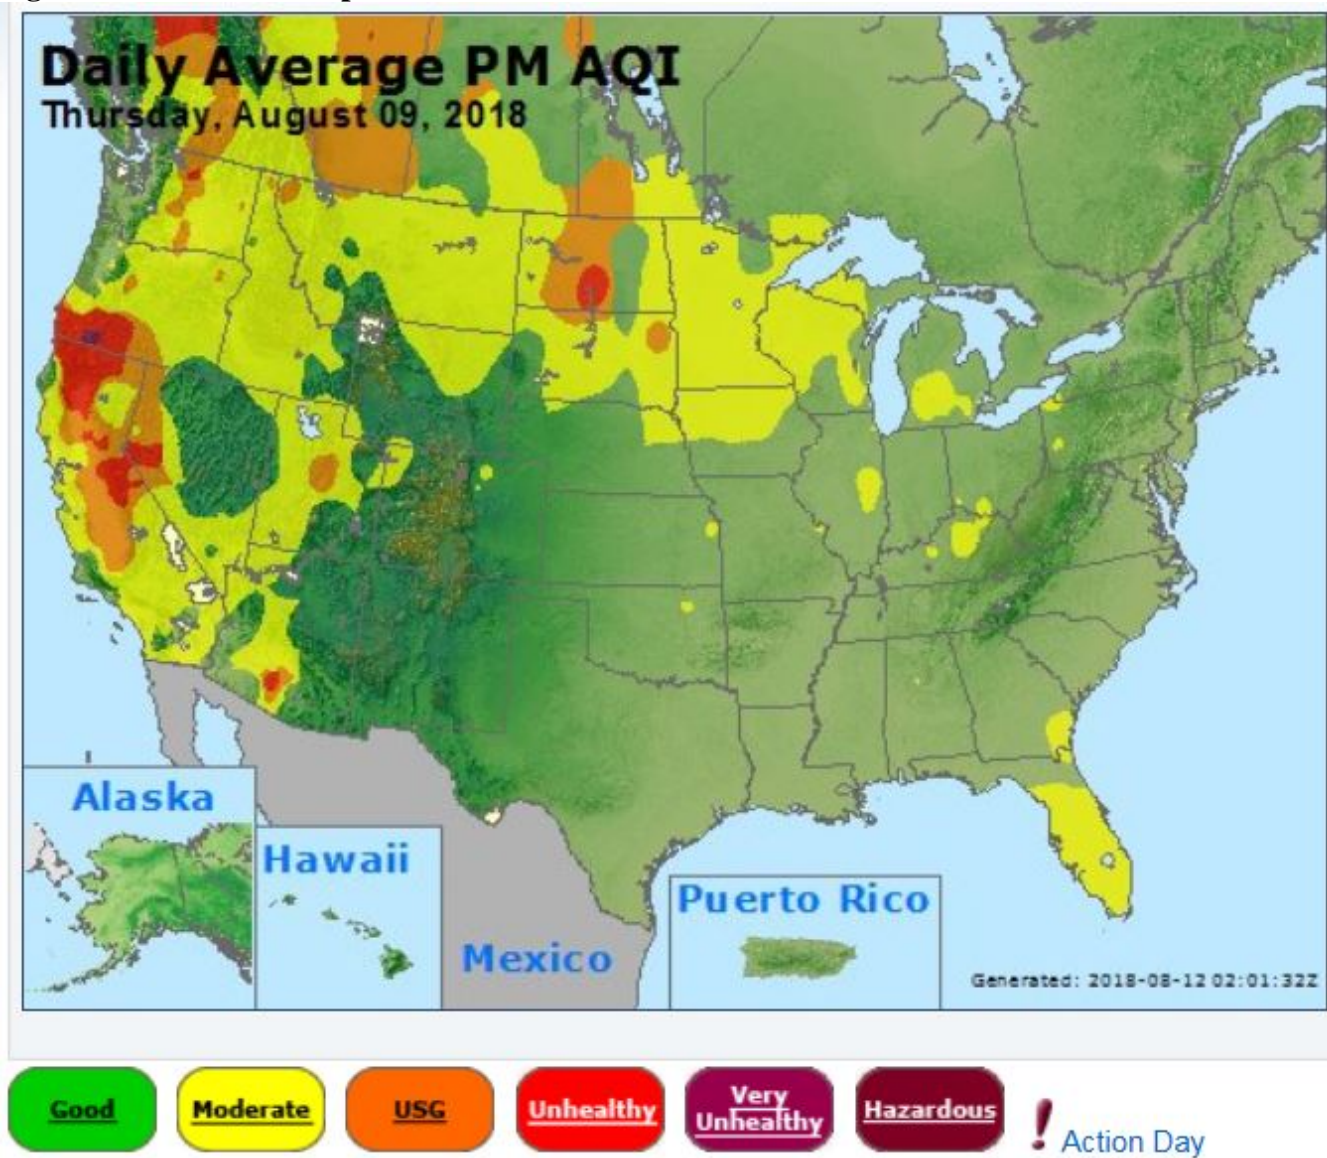 Daily Average PM AQI
Thursday, August 09, 2018
Alaska
Hawaii
Mexico
Puerto Rico
Generated: 2018-08-12 02:01:32Z
Good
Moderate
USG
Unhealthy
Very
Unhealthy
Hazardous
Action Day